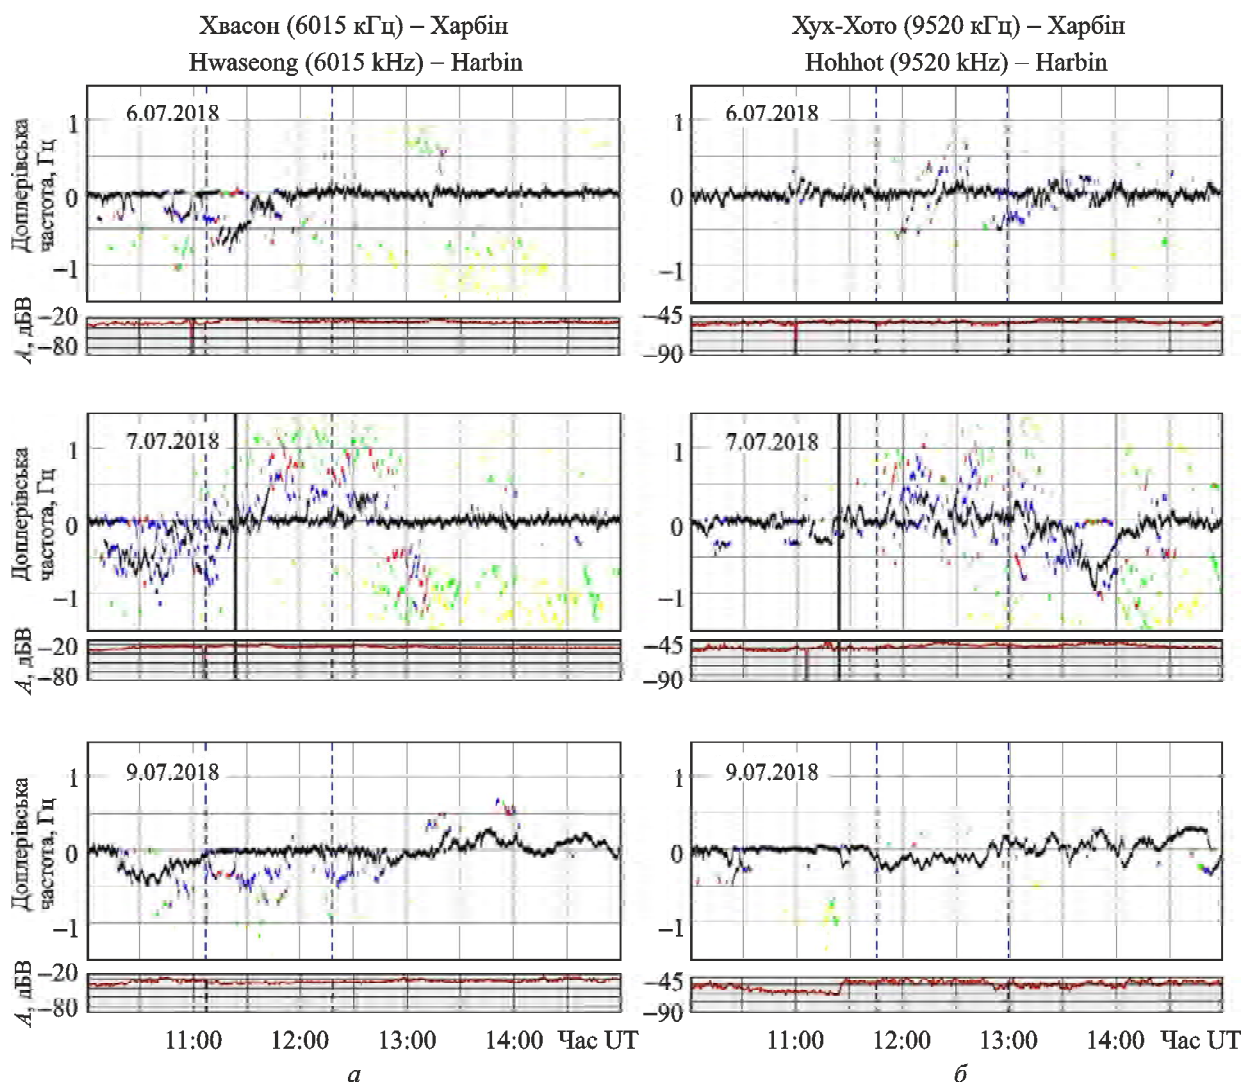 Хвасон (6015 кГц) – Харбін
Hwaseong (6015 kHz) – Harbin
Хух-Хото (9520 кГц) – Харбін
Hohhot (9520 kHz) – Harbin
Доплерівська
частота, Гц
1
0
–1
6.07.2018
А, дБВ
–20
–80
1
0
–1
6.07.2018
–45
–90
Доплерівська
частота, Гц
1
0
–1
7.07.2018
А, дБВ
–20
–80
1
0
–1
7.07.2018
–45
–90
Доплерівська
частота, Гц
1
0
–1
9.07.2018
А, дБВ
–20
–80
1
0
–1
9.07.2018
–45
–90
11:00 12:00 13:00 14:00 Час UT
11:00 12:00 13:00 14:00 Час UT
а
б